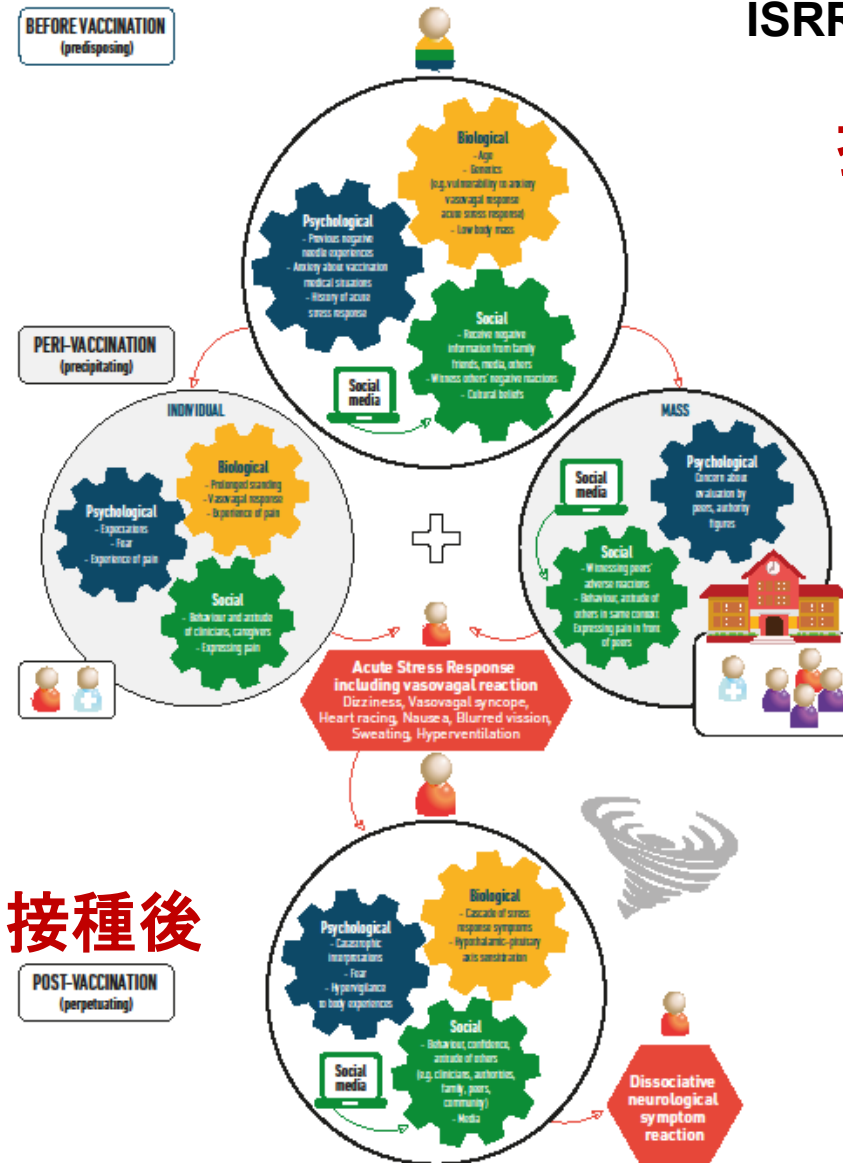 BEFORE VACCINATION
(predisposing)
ISRR
Biological
- Age
- Genetics
(e.g. vulnerability to anxiety
vasovagal response
acute stress response)
- Low body mass
Psychological
- Previous negative
needle experiences
- Anxiety about vaccination
medical situations
- History of acute
stress response
Social
- Receive negative
information from family
friends, media, others
- Witness others' negative reactions
- Cultural beliefs
Social
media
PERI-VACCINATION
(precipitating)
INDIVIDUAL
Biological
- Prolonged standing
- Vasovagal response
- Experience of pain
Psychological
- Expectations
- Fear
- Experience of pain
Social
- Behaviour and attitude
of clinicians, caregivers
- Expressing pain
MASS
Psychological
Concern about
evaluation by
peers, authority
figures
Social
media
Social
- Witnessing peers'
adverse reactions
- Behaviour, attitude of
others in same context
Expressing pain in front
of peers
Acute Stress Response
including vasovagal reaction
Dizziness, Vasovagal syncope,
Heart racing, Nausea, Blurred vission,
Sweating, Hyperventilation
接種後
POST-VACCINATION
(perpetuating)
Biological
- Cascade of stress
response symptoms
- Hypothalamic-pituitary
axis sensitization
Psychological
- Catastrophic
interpretations
- Fear
- Hypervigilance
to body experiences
Social
- Behaviour, confidence,
attitude of others
(e.g. clinicians, authorities,
family, peers,
community)
- Media
Social
media
Dissociative
neurological
symptom
reaction